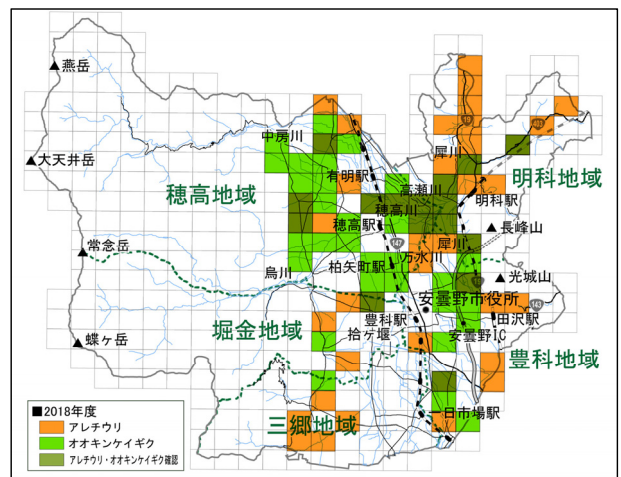 ▲燕岳
中房川
19
403
犀川
▲大天井岳
有明駅
高瀬川
明科地域
穂高地域
穂高川
明科駅
穂高駅
長峰山
147
犀川
万水川
常念岳
柏矢町駅
烏川
光城山
安曇野市役所
143
豊科駅
田沢駅
堀金地域
拾ケ堰
安曇野IC
▲蝶ヶ岳
豊科地域
■2018年度
アレチウリ
オオキンケイギク
アレチウリ・オオキンケイギク確認
三郷地域
一日市場駅